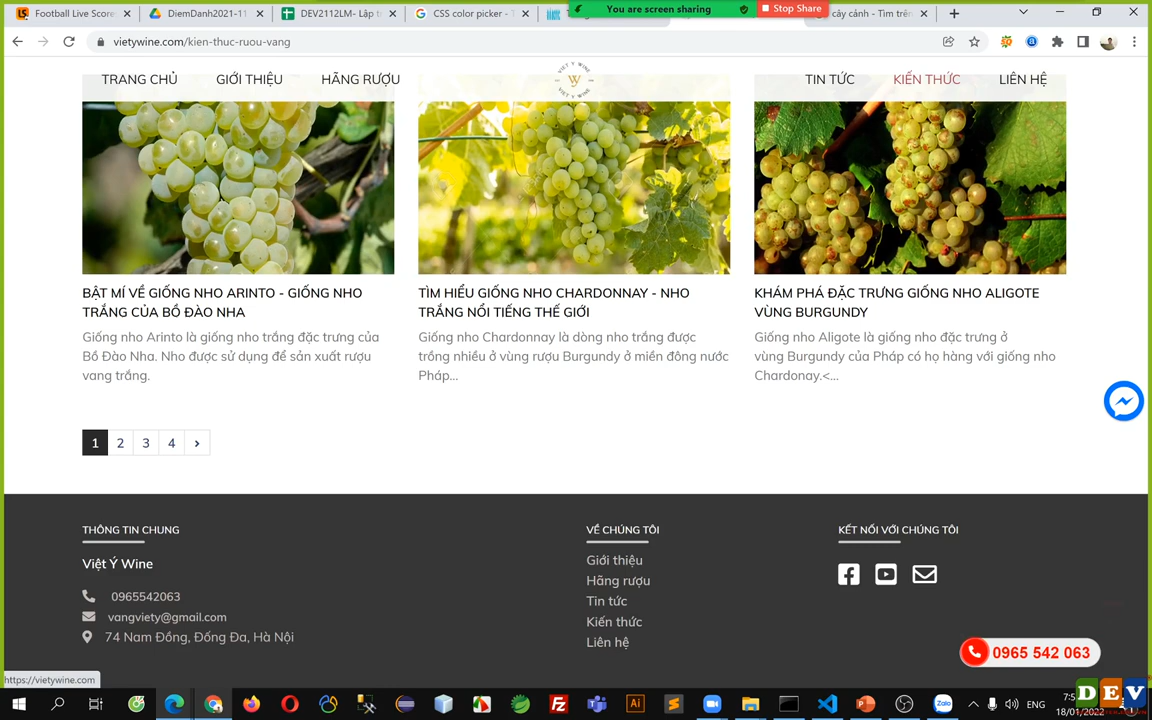 Football Live Score
DiemDanh2021-11
DEV2112LM- Lập t
CSS color picker - T
You are screen sharing
Stop Share
cây cảnh - Tìm trên
vietywine.com/kien-thuc-ruou-vang
TRANG CHỦ
GIỚI THIỆU
HÃNG RƯỢU
VIET Y WINE
VIET Y WINE
TIN TỨC
KIẾN THỨC
LIÊN HỆ
BẬT MÍ VỀ GIỐNG NHO ARINTO - GIỐNG NHO
TRẮNG CỦA BỒ ĐÀO NHA
Giống nho Arinto là giống nho trắng đặc trưng của
Bồ Đào Nha. Nho được sử dụng để sản xuất rượu
vang trắng.
TÌM HIỂU GIỐNG NHO CHARDONNAY - NHO
TRẮNG NỔI TIẾNG THẾ GIỚI
Giống nho Chardonnay là dòng nho trắng được
trồng nhiều ở vùng rượu Burgundy ở miền đông nước
Pháp...
KHÁM PHÁ ĐẶC TRƯNG GIỐNG NHO ALIGOTE
VÙNG BURGUNDY
Giống nho Aligote là giống nho đặc trưng ở
vùng Burgundy của Pháp có họ hàng với giống nho
Chardonay.<...
1 2 3 4 ›
THÔNG TIN CHUNG
Việt Ý Wine
0965542063
vangviety@gmail.com
74 Nam Đồng, Đống Đa, Hà Nội
VỀ CHÚNG TÔI
Giới thiệu
Hãng rượu
Tin tức
Kiến thức
Liên hệ
KẾT NỐI VỚI CHÚNG TÔI
0965 542 063
https://vietywine.com
ENG
18/01/2022
DEV